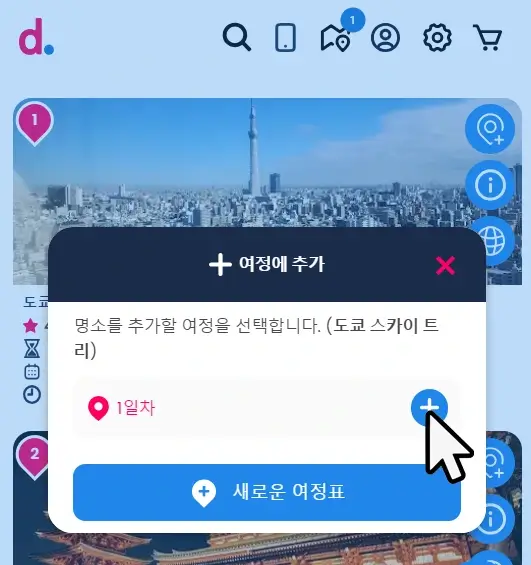 d.
1
1
여정에 추가
명소를 추가할 여정을 선택합니다. (도쿄 스카이 트
리)
도쿄
1일차
새로운 여정표
2